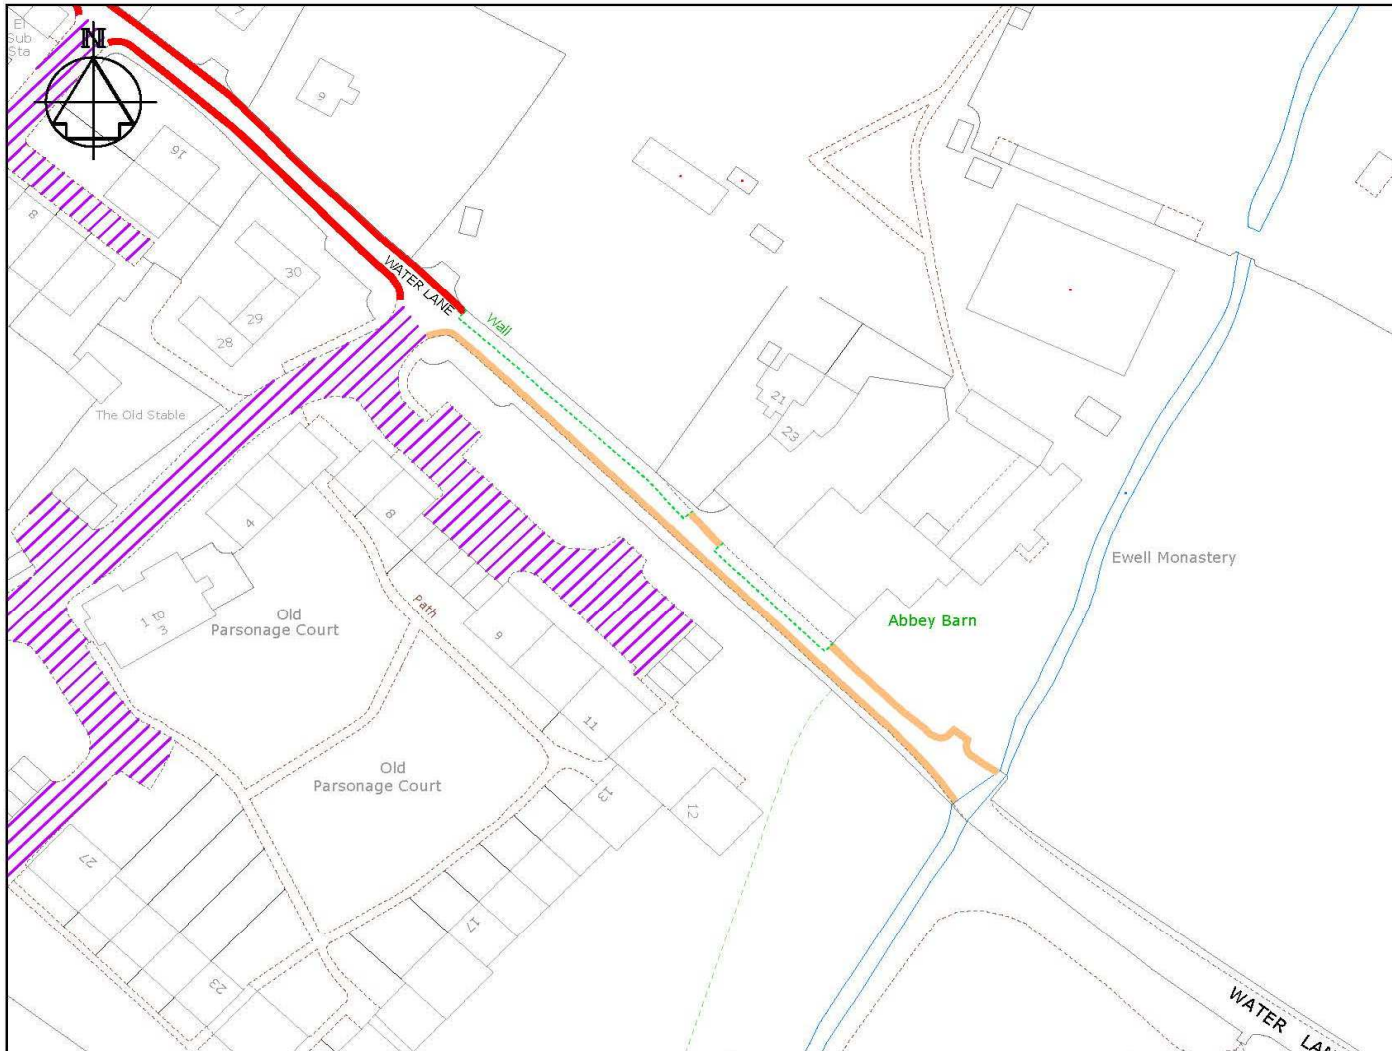 El
Sub
Sta
N
7
9
16
8
30
29
28
WATER LANE
Wall
The Old Stable
21
23
4
8
Ewell Monastery
Path
1
Old
Parsonage Court
9
Abbey Barn
11
Old
Parsonage Court
13
12
27
17
23
WATER LAN